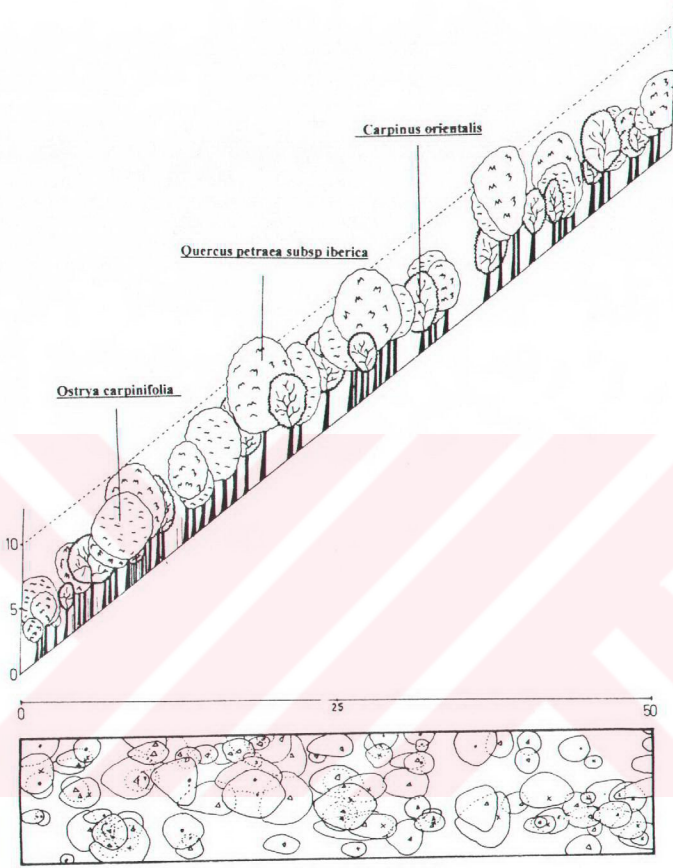 Carpinus orientalis
Quercus petraea subsp iberica
Ostrya carpinifolia
10
5
0
0 25 50